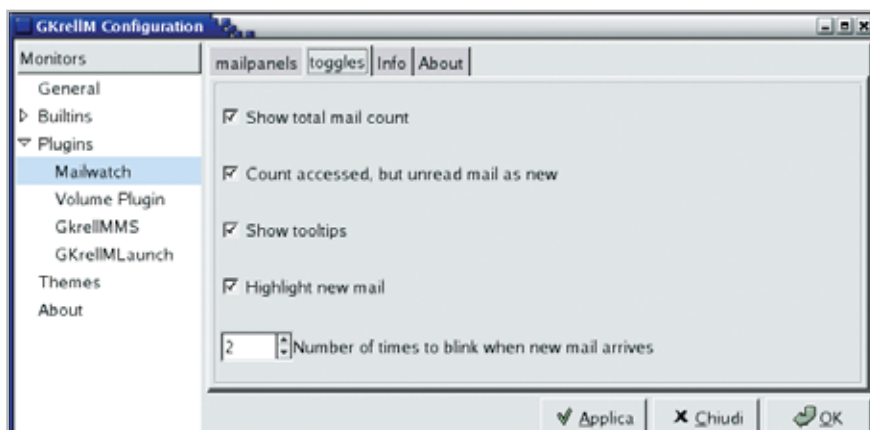 GKrellM Configuration
Monitors
General
Builtins
Plugins
Mailwatch
Volume Plugin
GkrellMMS
GKrellMLaunch
Themes
About
mailpanels toggles Info About
Show total mail count
Count accessed, but unread mail as new
Show tooltips
Highlight new mail
2 Number of times to blink when new mail arrives
Applica Chiudi OK